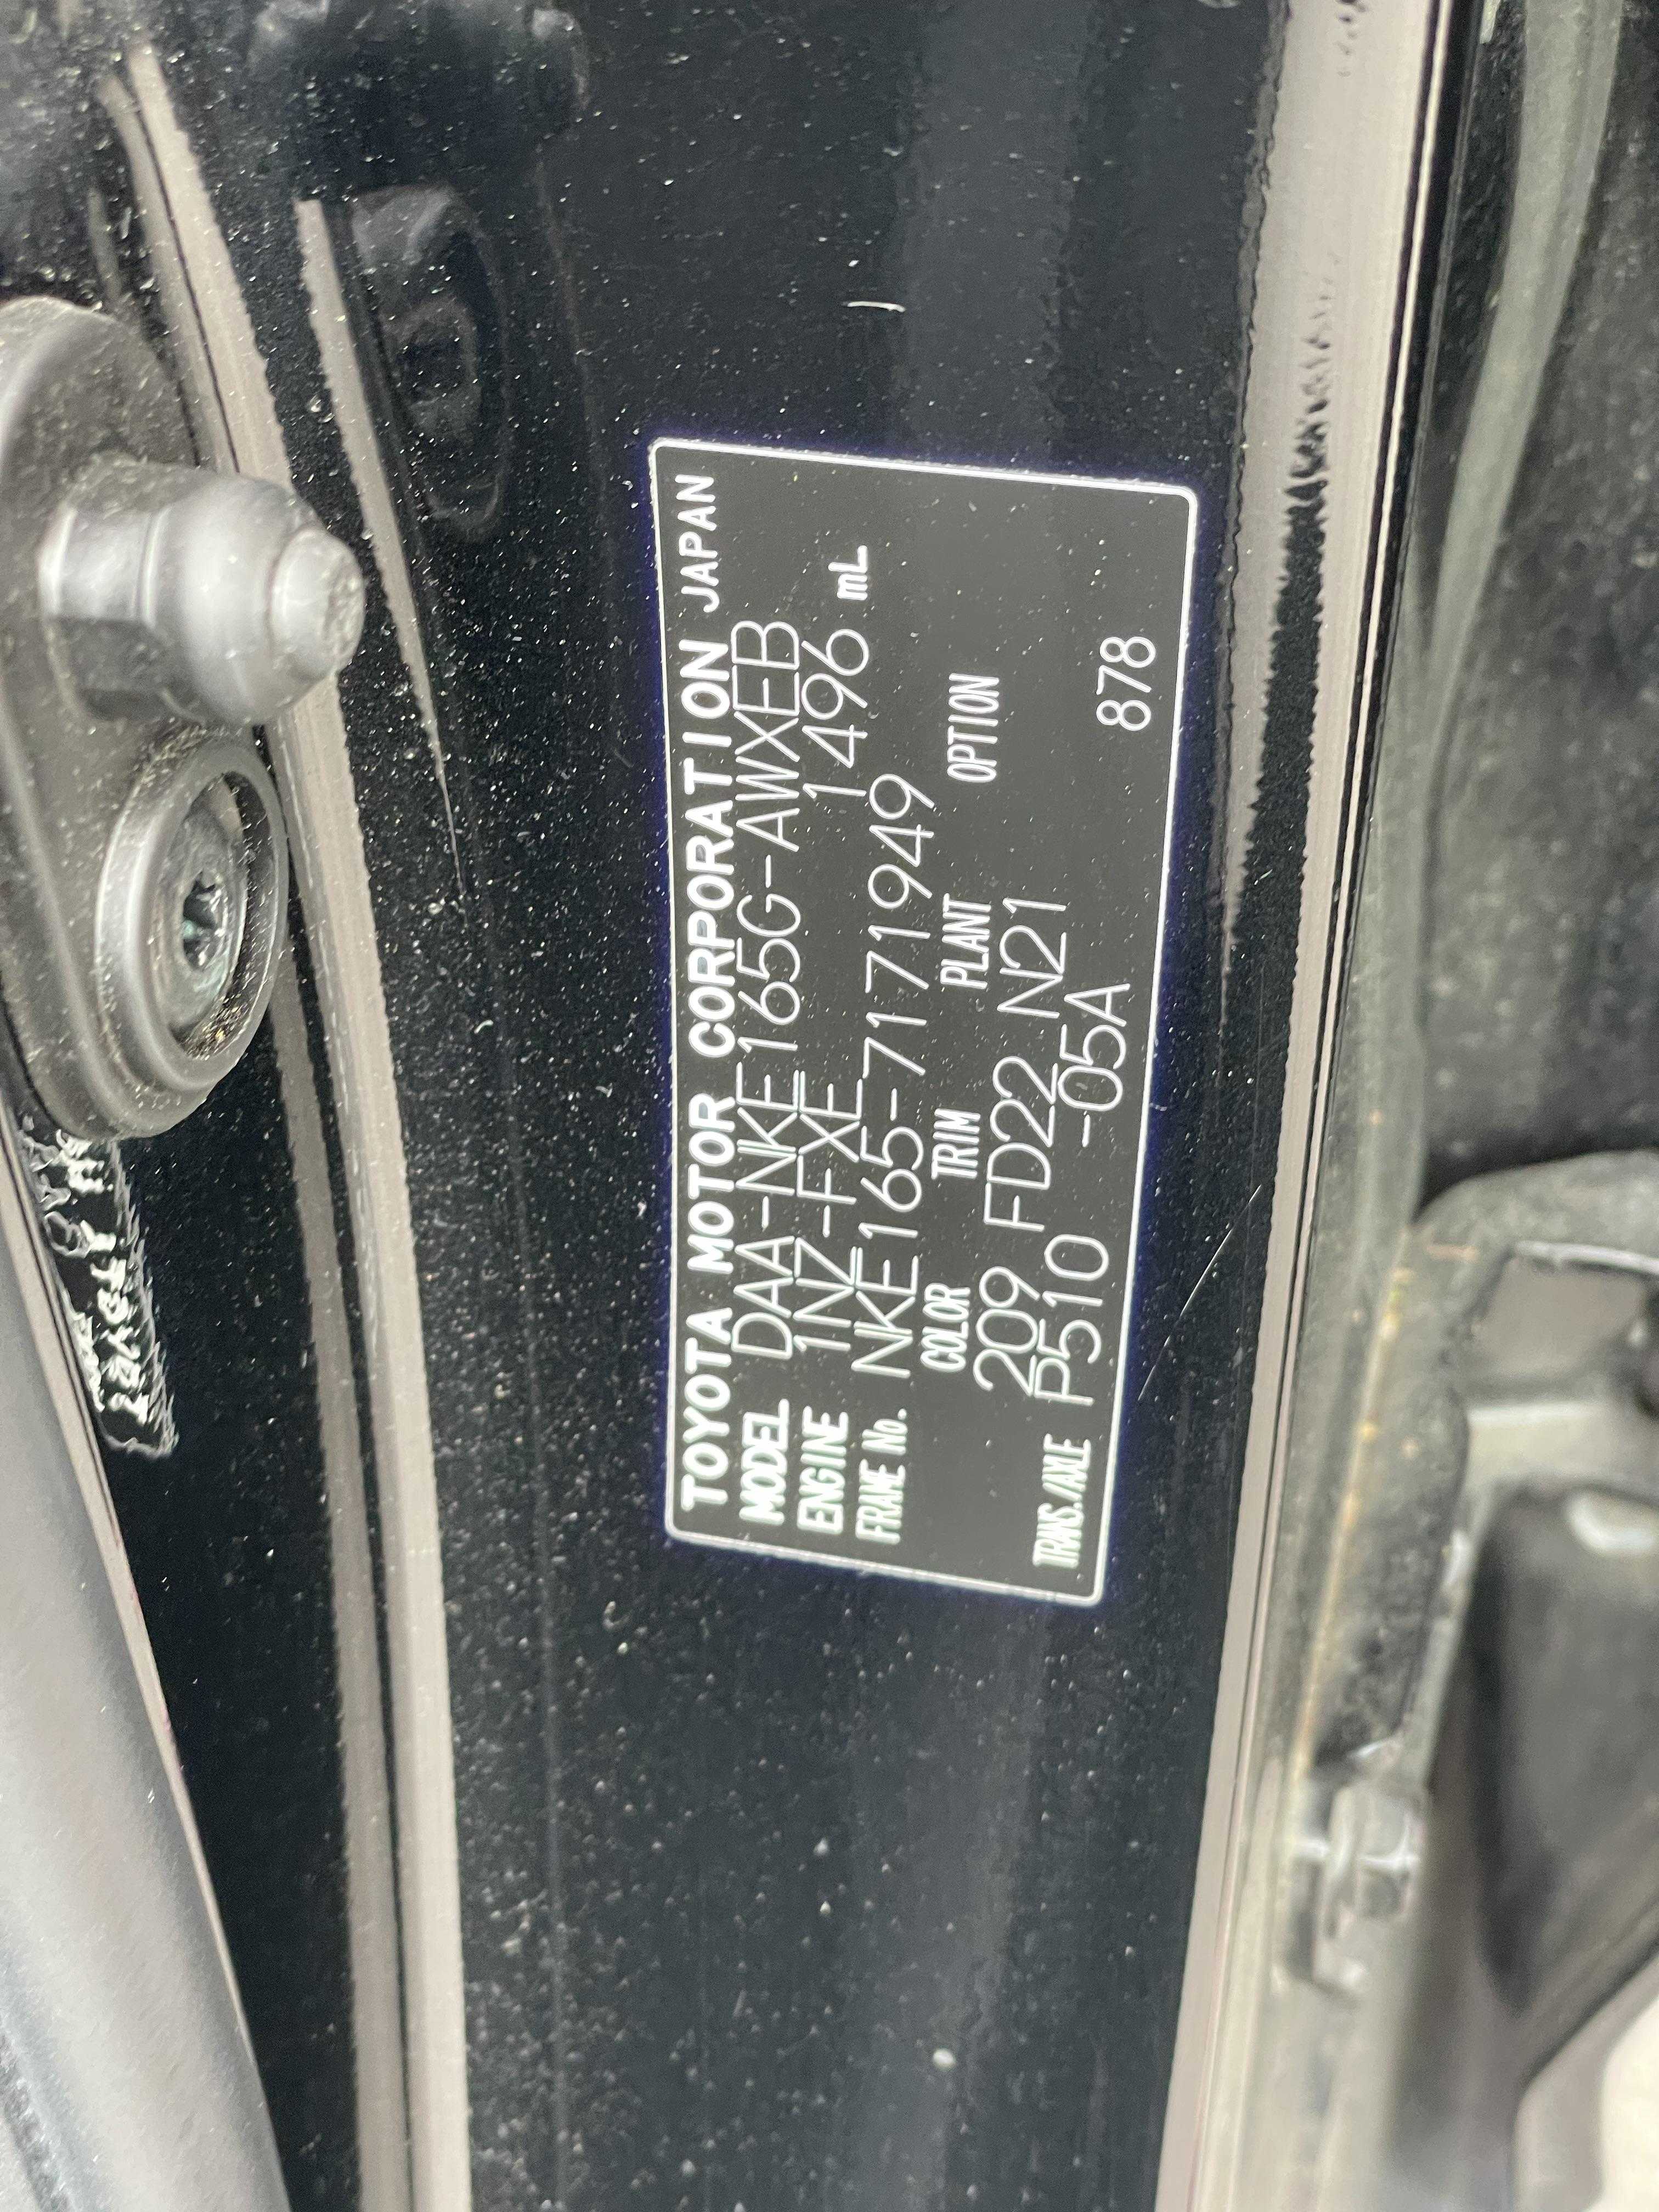 TOYOTA MOTOR CORPORATION JAPAN
MODEL DAA-NKE165G-AWXEB
ENGINE 1NZ-FXE 1496 mL
FRAME No. NKE165-7171949
COLOR TRIM PLANT OPTION
209 FD22 N21
TRANS./AXLE P510 -05A 878